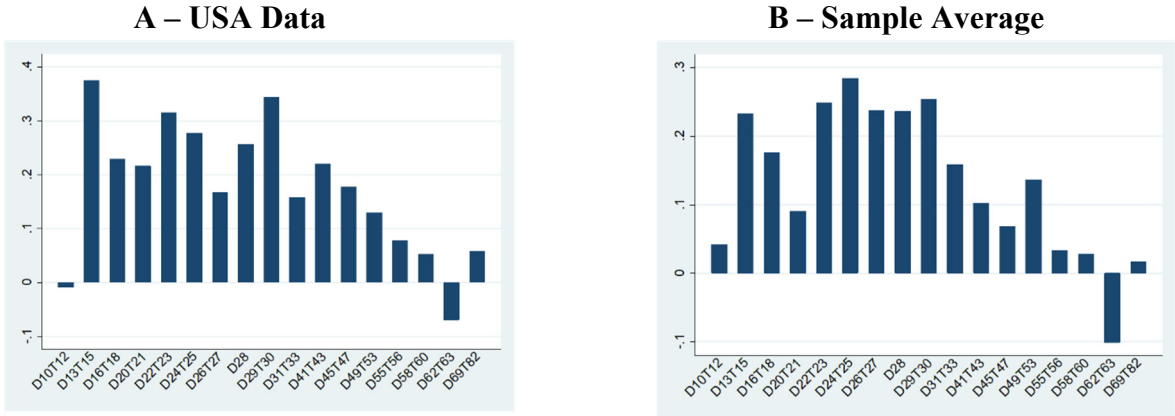 A – USA Data
B – Sample Average
.4
.3
.2
.1
0
-.1
D10T12 D13T15 D16T18 D20T21 D22T23 D24T25 D26T27 D28 D29T30 D31T33 D41T43 D45T47 D49T53 D55T56 D58T60 D62T63 D69T82
.3
.2
.1
0
-.1
D10T12 D13T15 D16T18 D20T21 D22T23 D24T25 D26T27 D28 D29T30 D31T33 D41T43 D45T47 D49T53 D55T56 D58T60 D62T63 D69T82